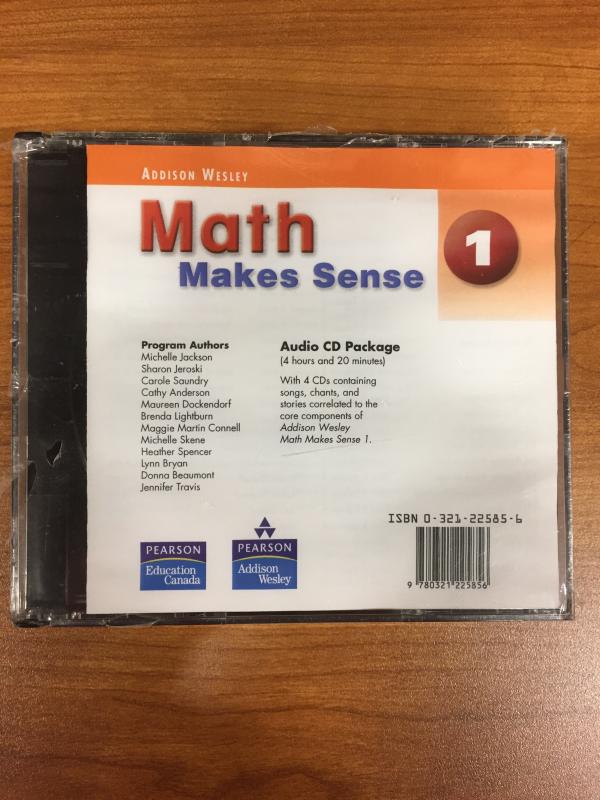 ADDISON WESLEY
Math
Makes Sense
1
Program Authors
Michelle Jackson
Sharon Jeroski
Carole Saundry
Cathy Anderson
Maureen Dockendorf
Brenda Lightburn
Maggie Martin Connell
Michelle Skene
Heather Spencer
Lynn Bryan
Donna Beaumont
Jennifer Travis
Audio CD Package
(4 hours and 20 minutes)
With 4 CDs containing
songs, chants, and
stories correlated to the
core components of
Addison Wesley
Math Makes Sense 1.
PEARSON
Education
Canada
PEARSON
Addison
Wesley
ISBN 0-321-22585-6
9 780321 225856